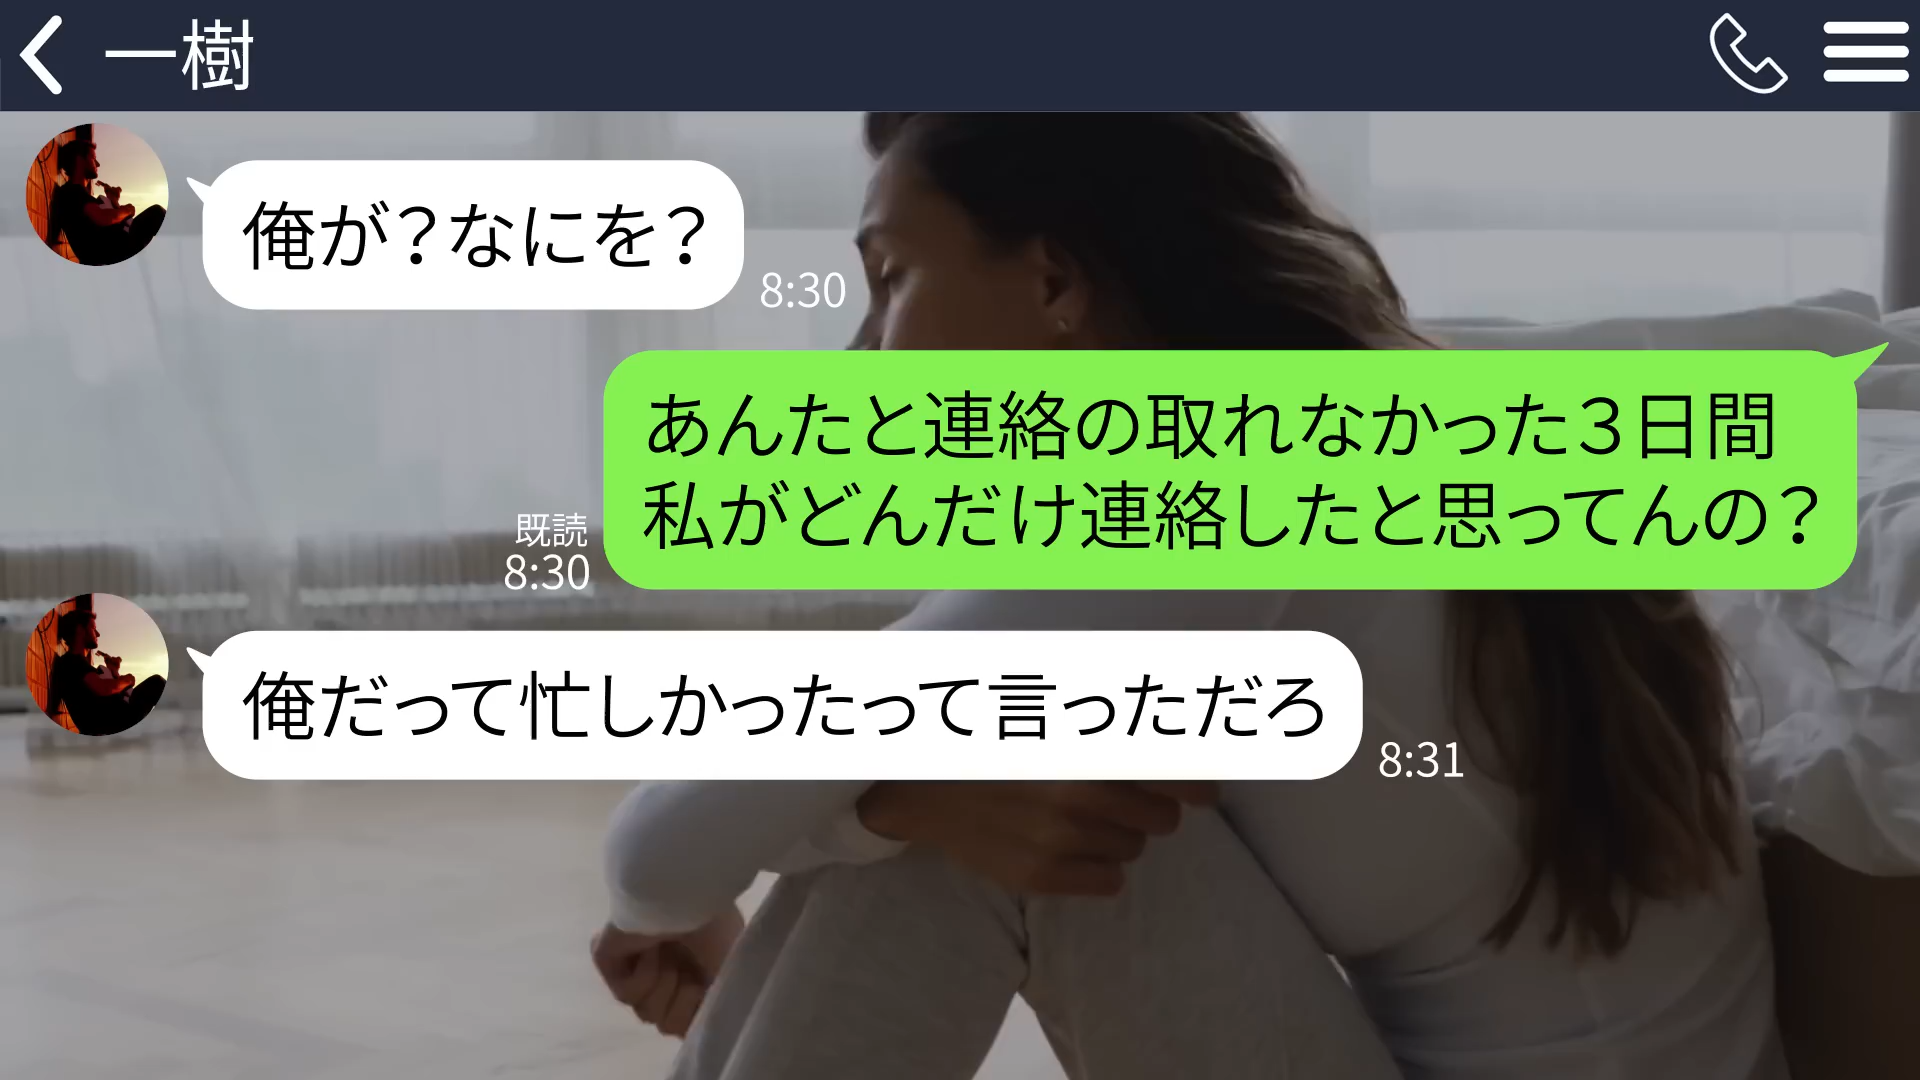 一樹
俺が？なにを？
8:30
あんたと連絡の取れなかった３日間
私がどんだけ連絡したと思ってんの？
既読
8:30
俺だって忙しかったって言っただろ
8:31